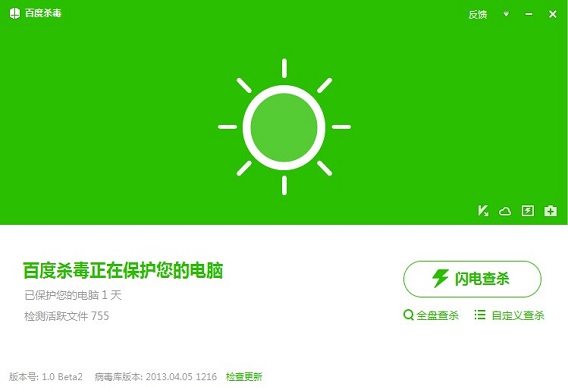 百度杀毒
反馈
百度杀毒正在保护您的电脑
已保护您的电脑 1 天
检测活跃文件 755
闪电查杀
全盘查杀 自定义查杀
版本号: 1.0 Beta2 病毒库版本: 2013.04.05 1216 检查更新